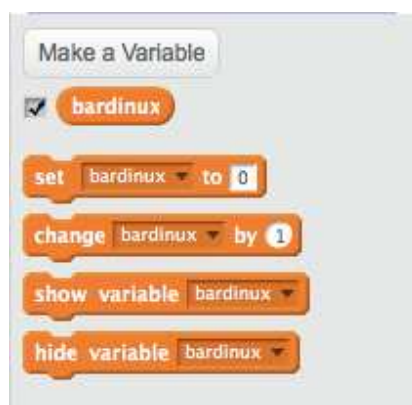 Make a Variable
bardinux
set bardinux to 0
change bardinux by 1
show variable bardinux
hide variable bardinux